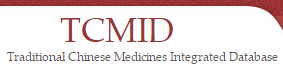 TCMID
Traditional Chinese Medicines Integrated Database